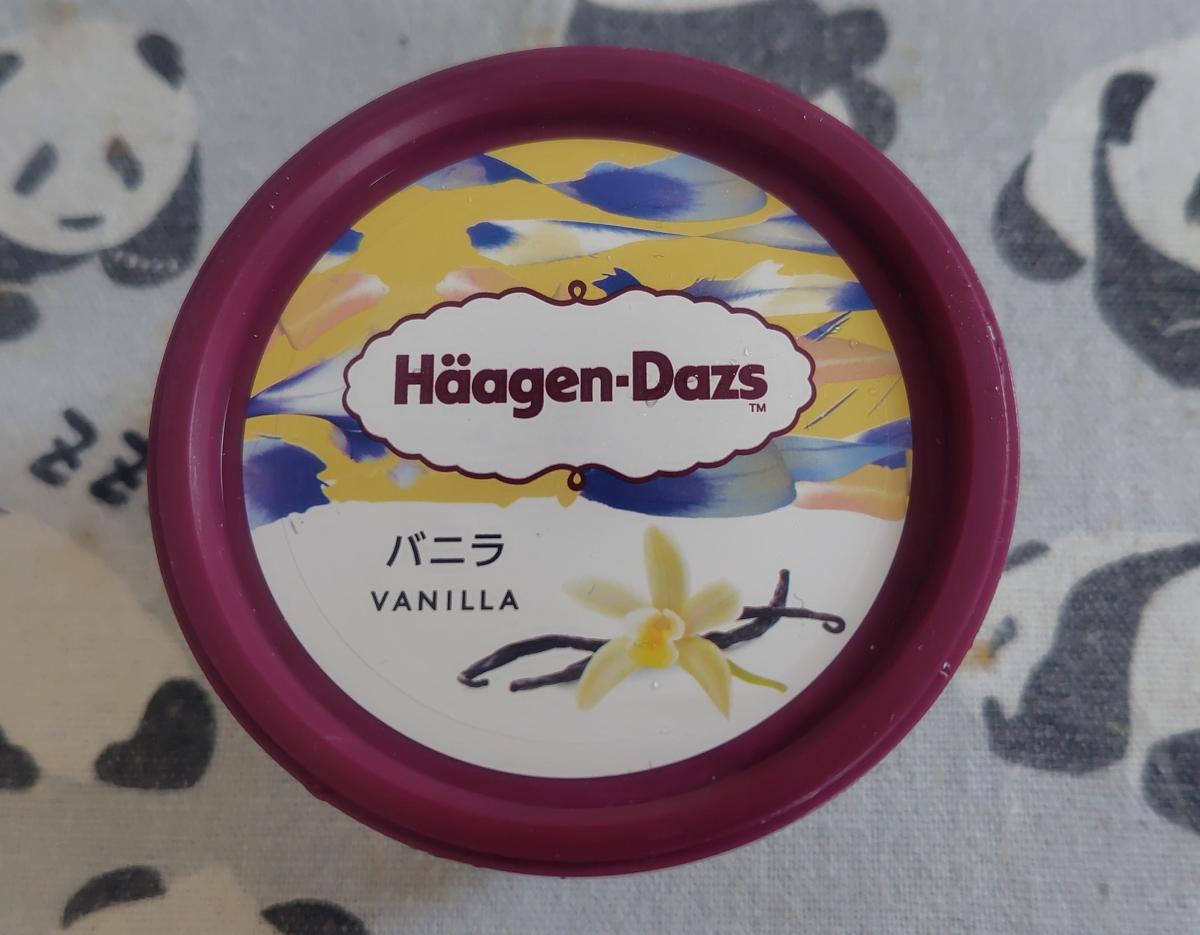 Häagen-Dazs
TM
バニラ
VANILLA